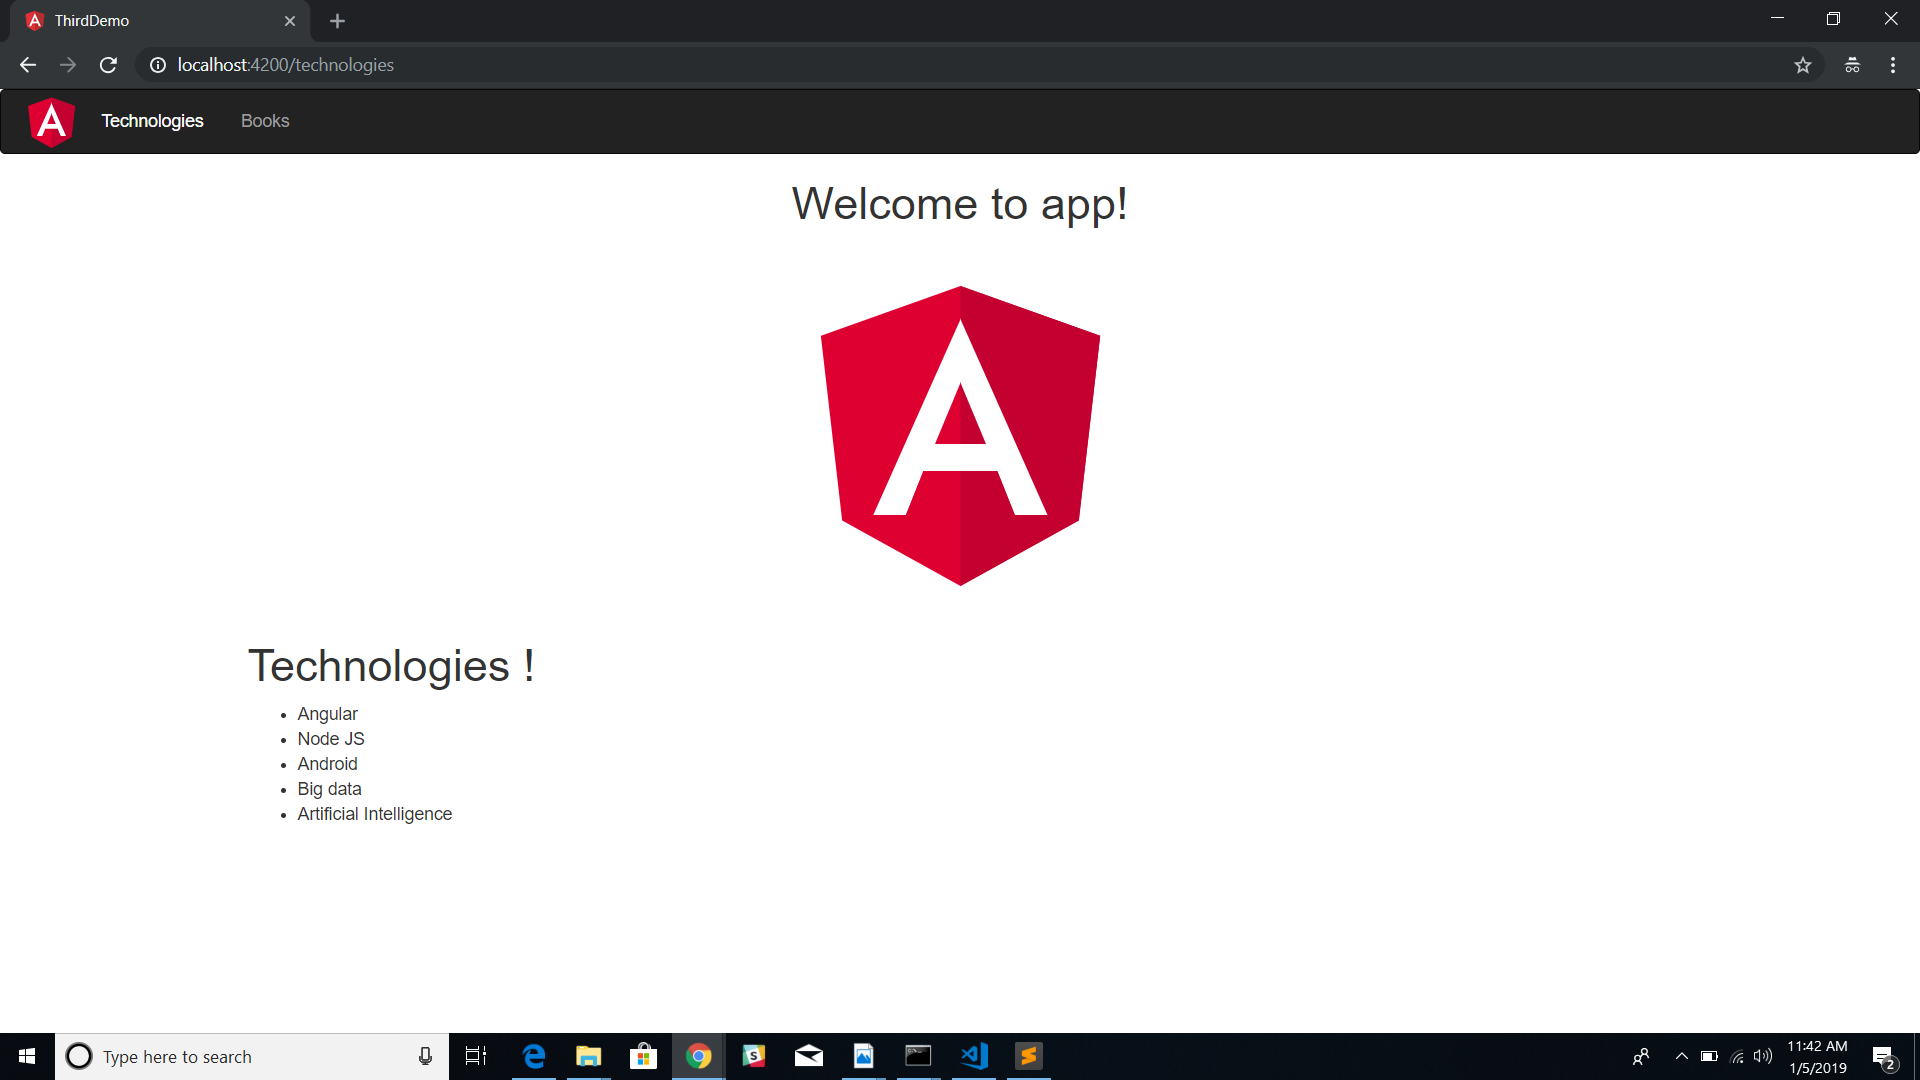 ThirdDemo
localhost:4200/technologies
Technologies Books
Welcome to app!
Technologies !
Angular
Node JS
Android
Big data
Artificial Intelligence
Type here to search
11:42 AM
1/5/2019
2